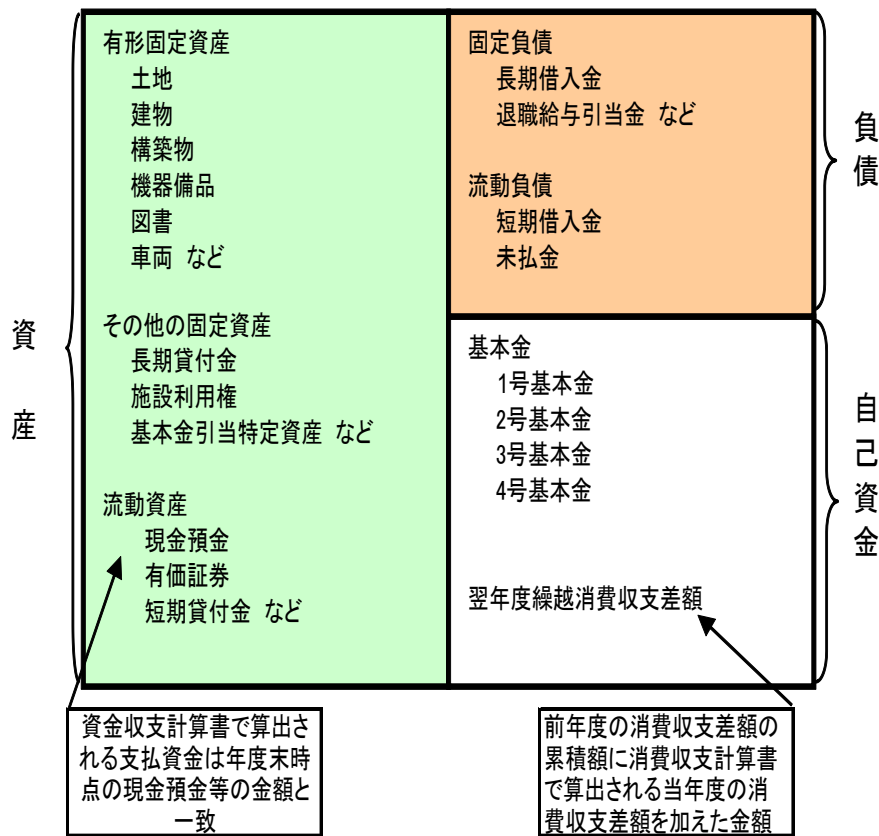 資産
有形固定資産
土地
建物
構築物
機器備品
図書
車両 など
その他の固定資産
長期貸付金
施設利用権
基本金引当特定資産 など
流動資産
現金預金
有価証券
短期貸付金 など
固定負債
長期借入金
退職給与引当金 など
流動負債
短期借入金
未払金
負債
基本金
1号基本金
2号基本金
3号基本金
4号基本金
翌年度繰越消費収支差額
自己資金
資金収支計算書で算出さ
れる支払資金は年度末時
点の現金預金等の金額と
一致
前年度の消費収支差額の
累積額に消費収支計算書
で算出される当年度の消
費収支差額を加えた金額